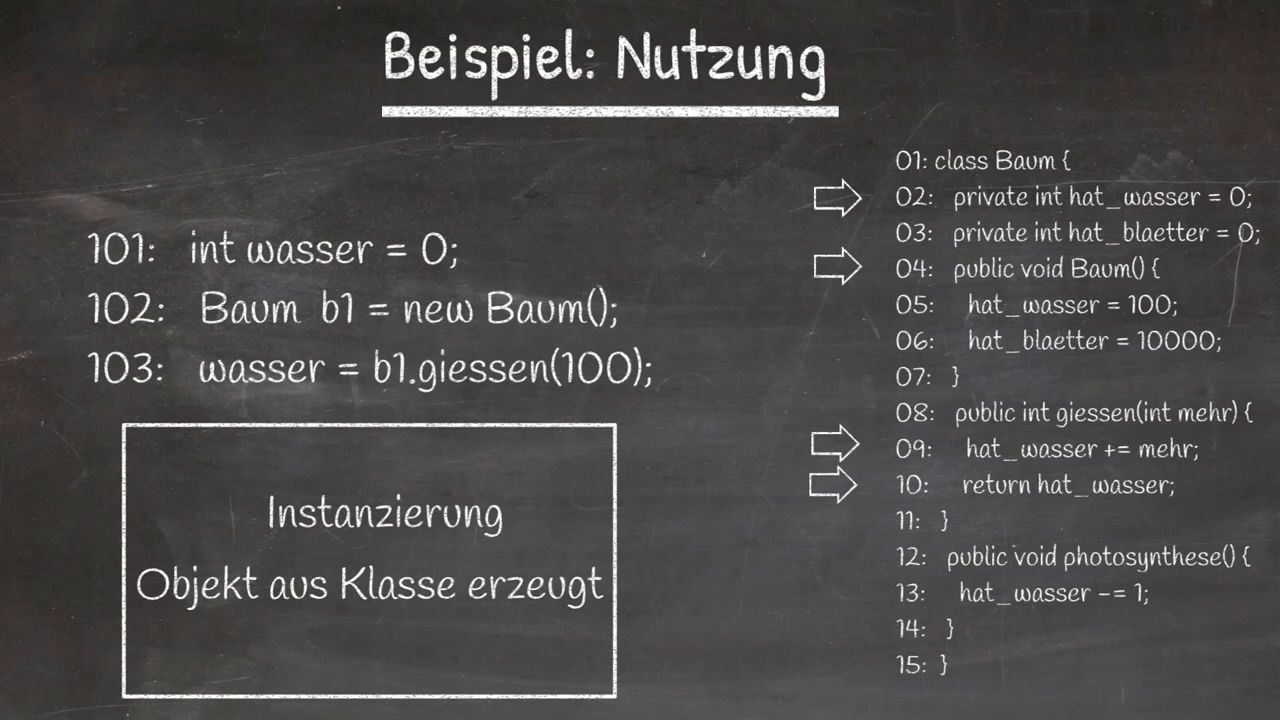 Beispiel: Nutzung
101: int wasser = 0;
102: Baum b1 = new Baum();
103: wasser = b1.giessen(100);
Instanzierung
Objekt aus Klasse erzeugt
01: class Baum {
02: private int hat_wasser = 0;
03: private int hat_blaetter = 0;
04: public void Baum() {
05: hat_wasser = 100;
06: hat_blaetter = 10000;
07: }
08: public int giessen(int mehr) {
09: hat_wasser += mehr;
10: return hat_wasser;
11: }
12: public void photosynthese() {
13: hat_wasser -= 1;
14: }
15: }